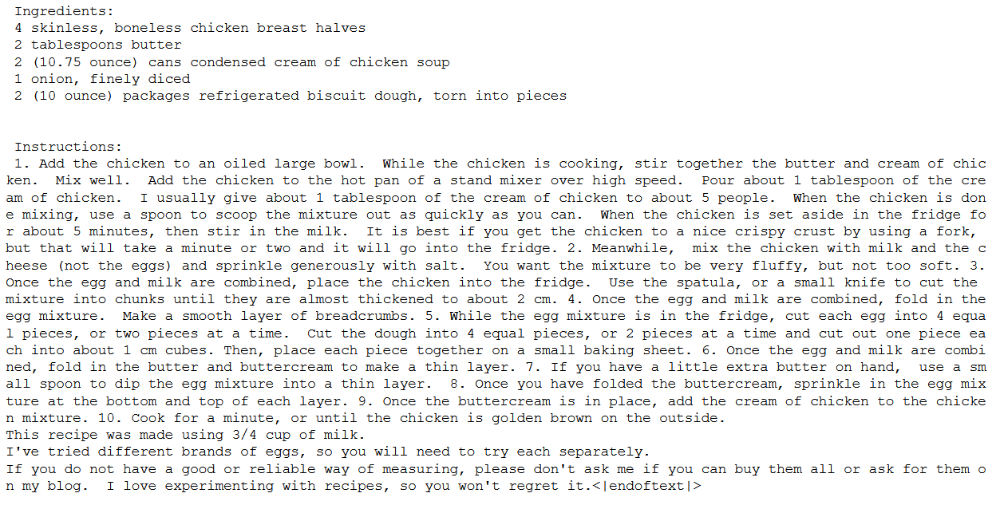 Ingredients:
4 skinless, boneless chicken breast halves
2 tablespoons butter
2 (10.75 ounce) cans condensed cream of chicken soup
1 onion, finely diced
2 (10 ounce) packages refrigerated biscuit dough, torn into pieces
Instructions:
1. Add the chicken to an oiled large bowl.  While the chicken is cooking, stir together the butter and cream of chic
ken.  Mix well.  Add the chicken to the hot pan of a stand mixer over high speed.  Pour about 1 tablespoon of the cre
am of chicken.  I usually give about 1 tablespoon of the cream of chicken to about 5 people.  When the chicken is don
e mixing, use a spoon to scoop the mixture out as quickly as you can.  When the chicken is set aside in the fridge fo
r about 5 minutes, then stir in the milk.  It is best if you get the chicken to a nice crispy crust by using a fork,
but that will take a minute or two and it will go into the fridge. 2. Meanwhile,  mix the chicken with milk and the c
heese (not the eggs) and sprinkle generously with salt.  You want the mixture to be very fluffy, but not too soft. 3.
Once the egg and milk are combined, place the chicken into the fridge.  Use the spatula, or a small knife to cut the
mixture into chunks until they are almost thickened to about 2 cm. 4. Once the egg and milk are combined, fold in the
egg mixture.  Make a smooth layer of breadcrumbs. 5. While the egg mixture is in the fridge, cut each egg into 4 equa
l pieces, or two pieces at a time.  Cut the dough into 4 equal pieces, or 2 pieces at a time and cut out one piece ea
ch into about 1 cm cubes. Then, place each piece together on a small baking sheet. 6. Once the egg and milk are combi
ned, fold in the butter and buttercream to make a thin layer. 7. If you have a little extra butter on hand,  use a sm
all spoon to dip the egg mixture into a thin layer.  8. Once you have folded the buttercream, sprinkle in the egg mix
ture at the bottom and top of each layer. 9. Once the buttercream is in place, add the cream of chicken to the chicke
n mixture. 10. Cook for a minute, or until the chicken is golden brown on the outside.
This recipe was made using 3/4 cup of milk.
I've tried different brands of eggs, so you will need to try each separately.
If you do not have a good or reliable way of measuring, please don't ask me if you can buy them all or ask for them o
n my blog.  I love experimenting with recipes, so you won't regret it.<|endoftext|>